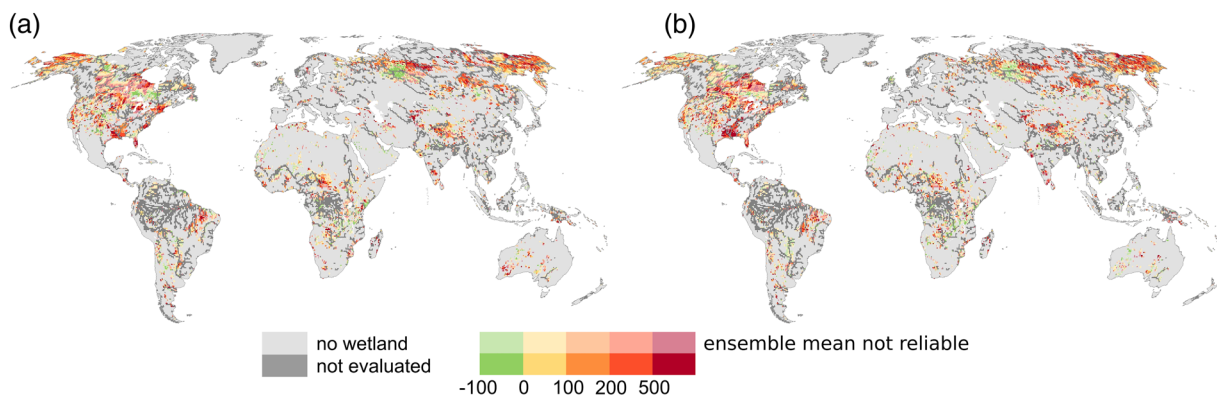 (a)
(b)
no wetland
not evaluated
ensemble mean not reliable
-100 0 100 200 500